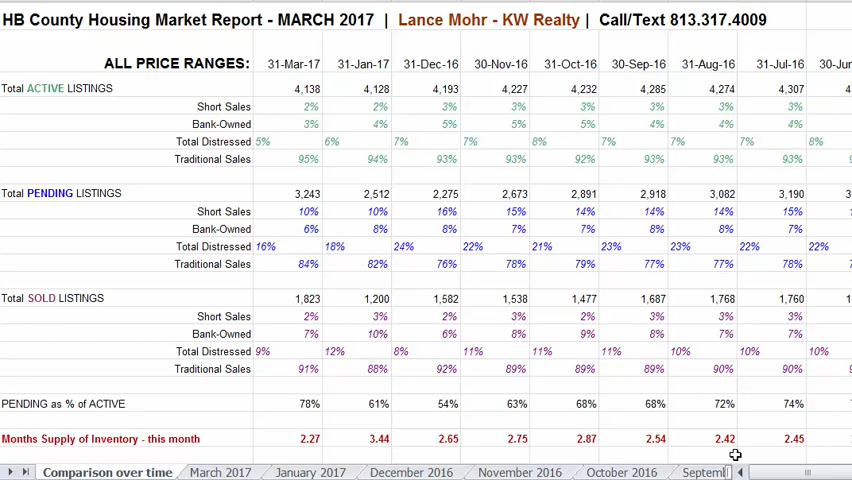 HB County Housing Market Report - MARCH 2017 | Lance Mohr - KW Realty | Call/Text 813.317.4009
ALL PRICE RANGES: 31-Mar-17 31-Jan-17 31-Dec-16 30-Nov-16 31-Oct-16 30-Sep-16 31-Aug-16 31-Jul-16 30-Jun
Total ACTIVE LISTINGS 4,138 4,128 4,193 4,227 4,232 4,285 4,274 4,307 4
Short Sales 2% 2% 3% 3% 3% 3% 3% 3%
Bank-Owned 3% 4% 5% 5% 5% 4% 4% 4%
Total Distressed 5% 6% 7% 7% 8% 7% 7% 7% 8%
Traditional Sales 95% 94% 93% 93% 92% 93% 93% 93%
Total PENDING LISTINGS 3,243 2,512 2,275 2,673 2,891 2,918 3,082 3,190 3
Short Sales 10% 10% 16% 15% 14% 14% 14% 15%
Bank-Owned 6% 8% 8% 7% 7% 8% 8% 7%
Total Distressed 16% 18% 24% 22% 21% 23% 23% 22% 22%
Traditional Sales 84% 82% 76% 78% 79% 77% 77% 78%
Total SOLD LISTINGS 1,823 1,200 1,582 1,538 1,477 1,687 1,768 1,760
Short Sales 2% 3% 2% 3% 2% 3% 3% 3%
Bank-Owned 7% 10% 6% 8% 9% 8% 7% 7%
Total Distressed 9% 12% 8% 11% 11% 11% 10% 10% 10%
Traditional Sales 91% 88% 92% 89% 89% 89% 90% 90%
PENDING as % of ACTIVE 78% 61% 54% 63% 68% 68% 72% 74%
Months Supply of Inventory - this month 2.27 3.44 2.65 2.75 2.87 2.54 2.42 2.45
Comparison over time March 2017 January 2017 December 2016 November 2016 October 2016 Septem